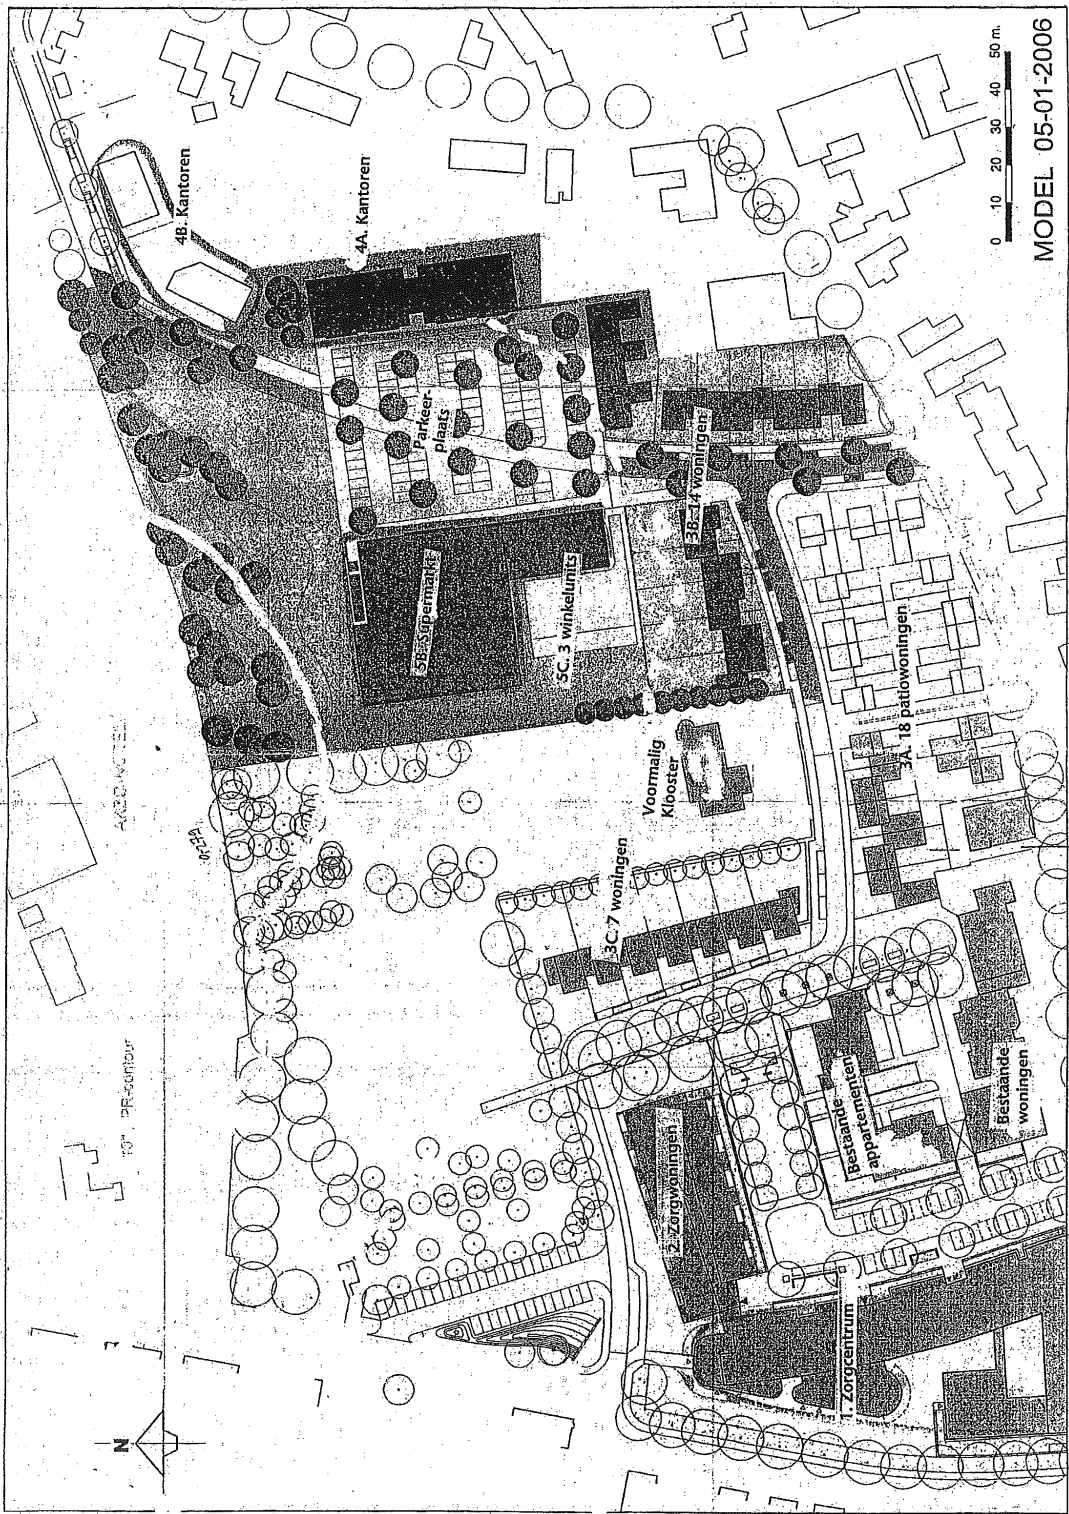 4B. Kantoren
4A. Kantoren
Parkeer-
plaats
5B. Supermarkt
5C. 3 winkelunits
3B. 14 woningen
3A. 18 patiowoningen
Voormalig
Klooster
3C. 7 woningen
2. Zorgwoningen
Bestaande
appartementen
Bestaande
woningen
1. Zorgcentrum
PR-contour
N
0 10 20 30 40 50 m.
MODEL 05-01-2006